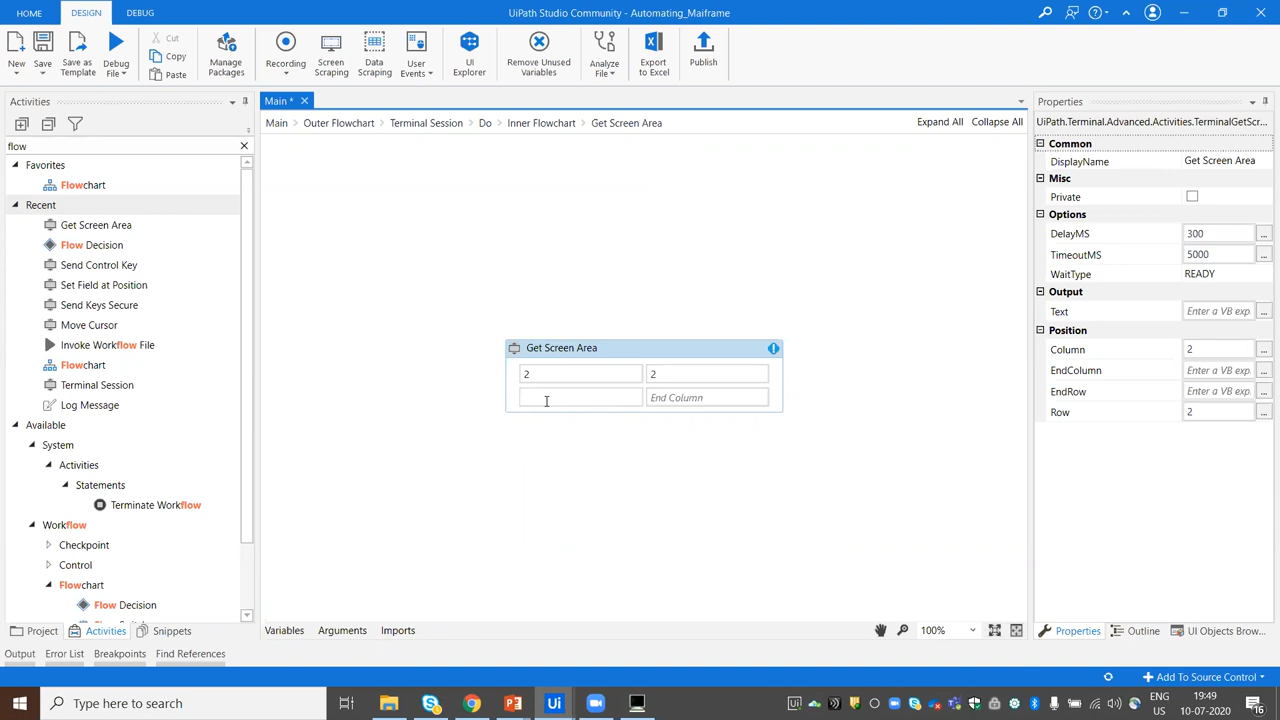 HOME
DESIGN
DEBUG
UiPath Studio Community - Automating_Maiframe
New
Save
Save as Template
Debug File
Cut
Copy
Paste
Manage Packages
Recording
Screen Scraping
Data Scraping
User Events
UI Explorer
Remove Unused Variables
Analyze File
Export to Excel
Publish
Activities
flow
Favorites
Flowchart
Recent
Get Screen Area
Flow Decision
Send Control Key
Set Field at Position
Send Keys Secure
Move Cursor
Invoke Workflow File
Flowchart
Terminal Session
Log Message
Available
System
Activities
Statements
Terminate Workflow
Workflow
Checkpoint
Control
Flowchart
Flow Decision
Project
Activities
Snippets
Main *
Main > Outer Flowchart > Terminal Session > Do > Inner Flowchart > Get Screen Area
Expand All
Collapse All
Get Screen Area
2
2
End Column
Variables
Arguments
Imports
100%
Properties
UiPath.Terminal.Advanced.Activities.TerminalGetScr...
Common
DisplayName
Get Screen Area
Misc
Private
Options
DelayMS
300
...
TimeoutMS
5000
...
WaitType
READY
Output
Text
Enter a VB exp
...
Position
Column
2
...
EndColumn
Enter a VB exp
...
EndRow
Enter a VB exp
...
Row
2
...
Properties
Outline
UI Objects Brow...
Output
Error List
Breakpoints
Find References
Add To Source Control
Type here to search
Ui
ENG
US
19:49
10-07-2020
16